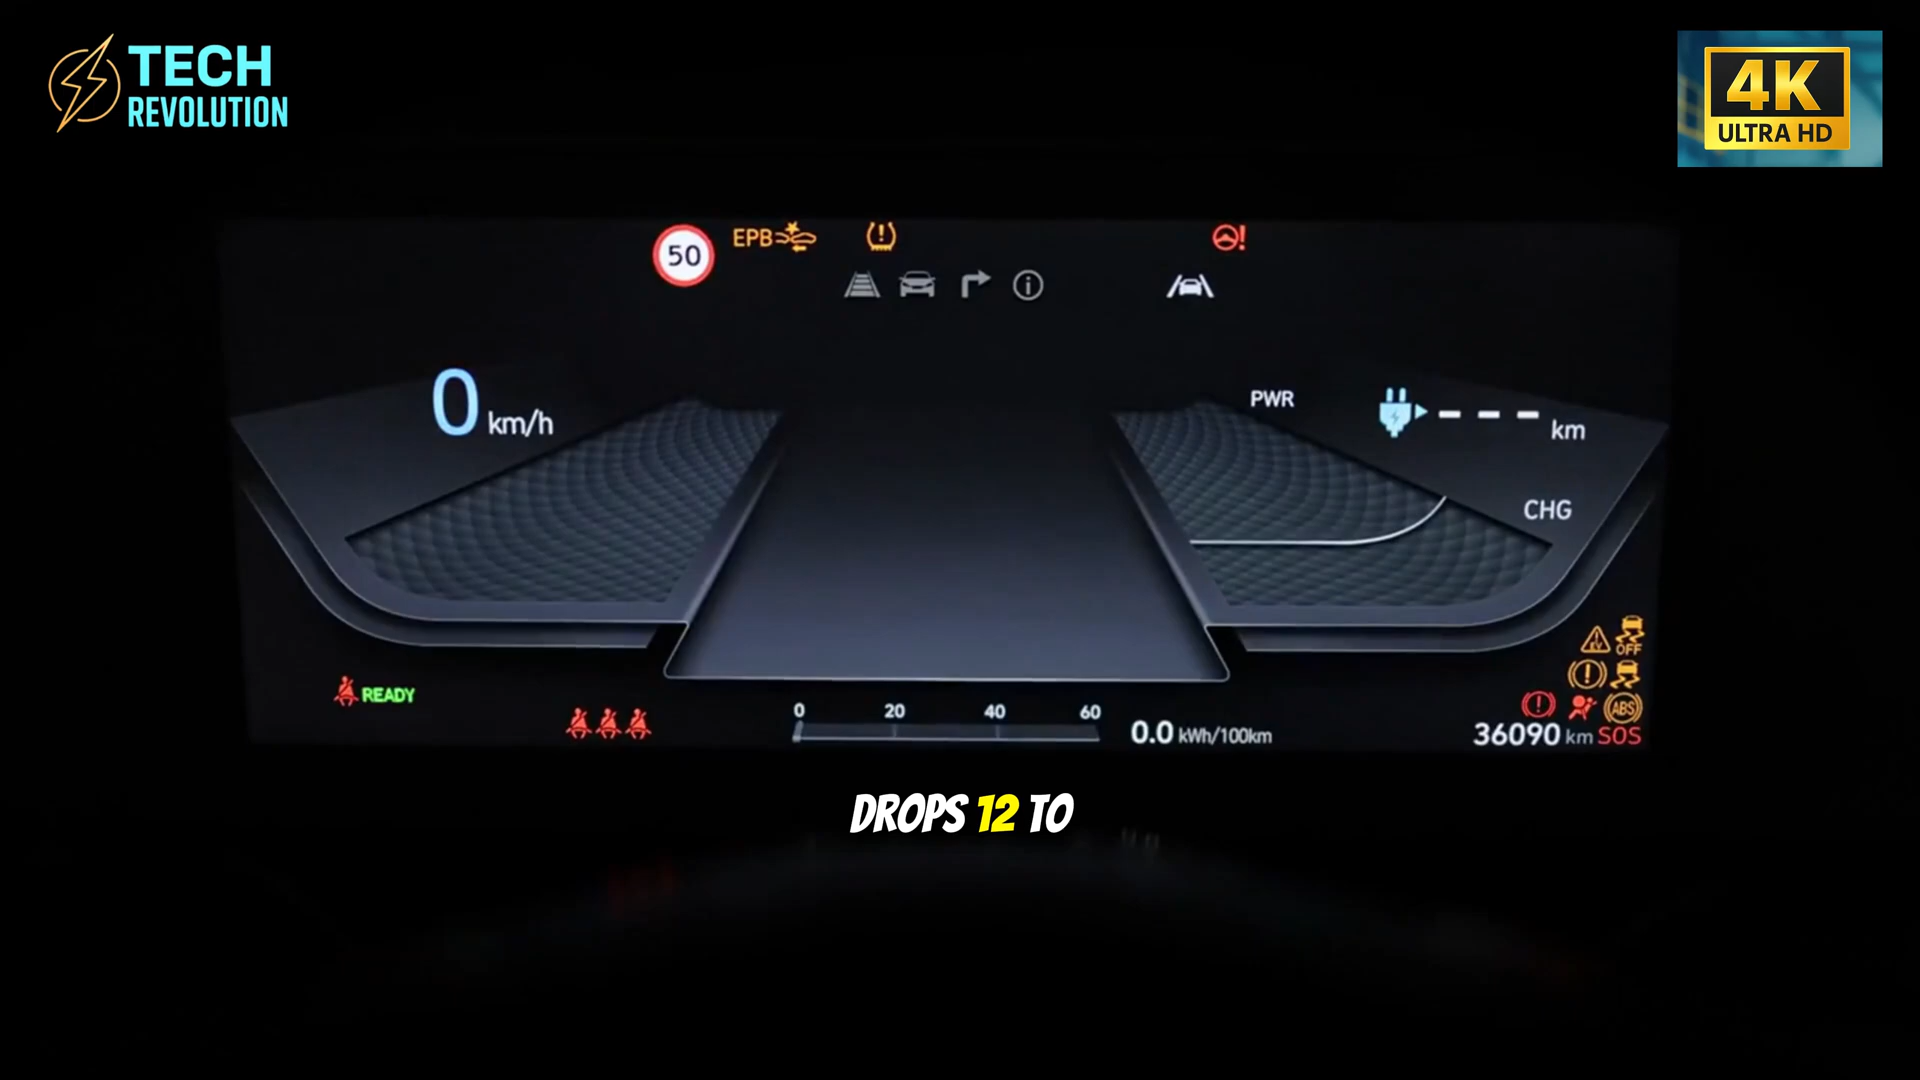 TECH
REVOLUTION
4K
ULTRA HD
50
EPB
0 km/h
PWR
--- km
CHG
EV
OFF
READY
0 20 40 60
0.0 kWh/100km
ABS
36090 km SOS
DROPS 12 TO